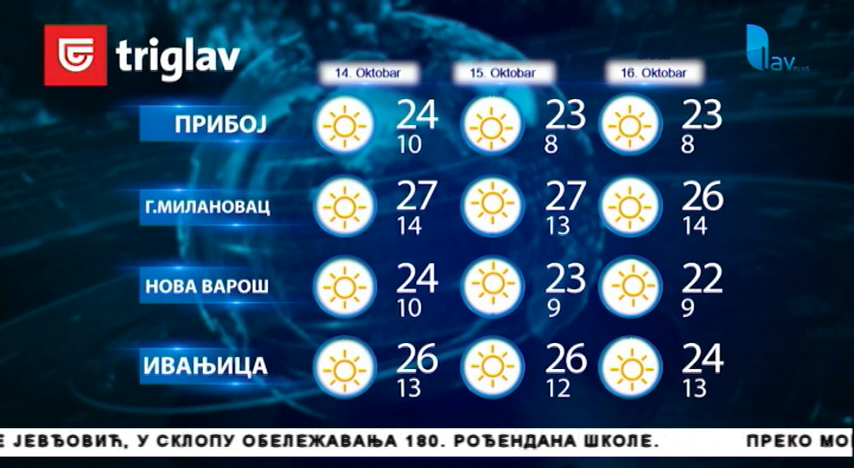 triglav
lav PLUS
14. Oktobar 15. Oktobar 16. Oktobar
ПРИБОЈ 24 10 23 8 23 8
Г.МИЛАНОВАЦ 27 14 27 13 26 14
НОВА ВАРОШ 24 10 23 9 22 9
ИВАЊИЦА 26 13 26 12 24 13
Е ЈЕВЂОВИЋ, У СКЛОПУ ОБЕЛЕЖАВАЊА 180. РОЂЕНДАНА ШКОЛЕ. ПРЕКО